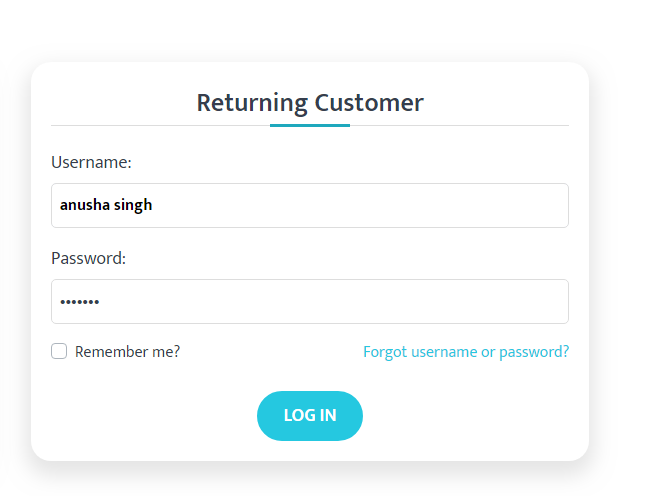 Returning Customer
Username:
anusha singh
Password:
•••••••
Remember me? Forgot username or password?
LOG IN